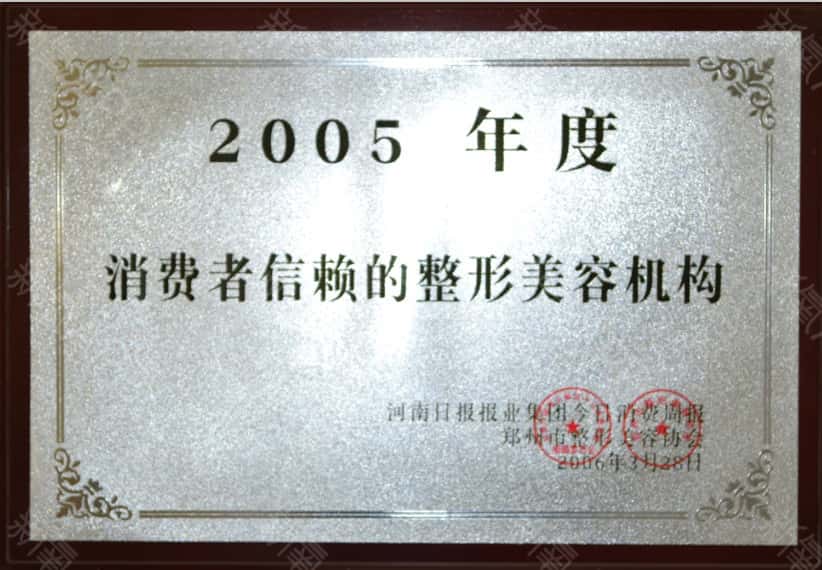 2005 年度
消费者信赖的整形美容机构
河南日报报业集团今日消费周报
郑州市整形美容协会
2006年3月28日